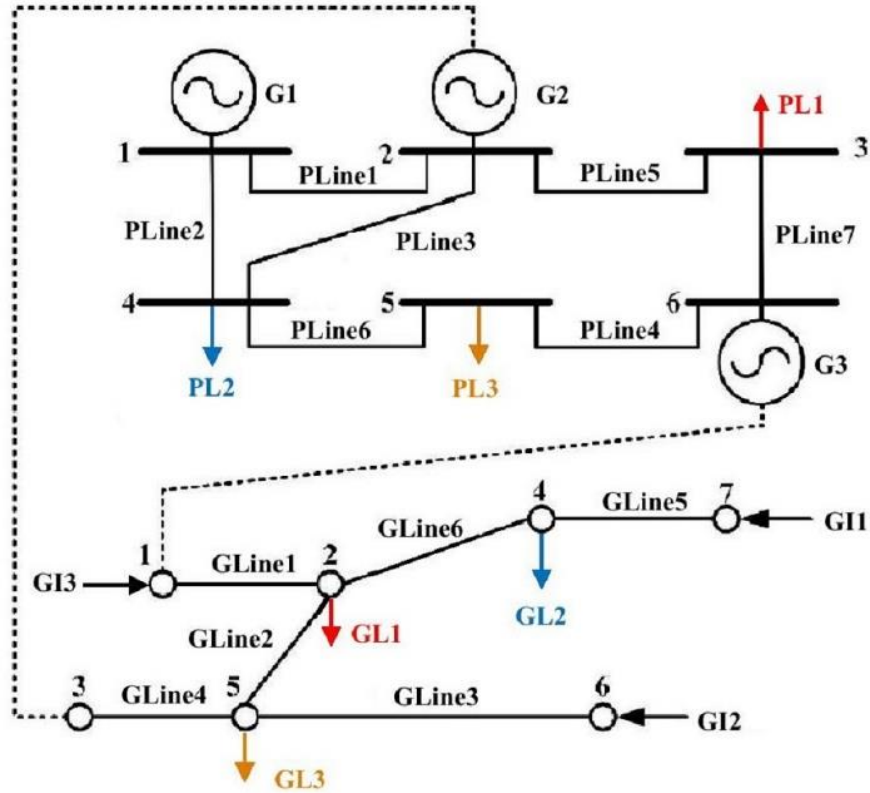 G1
G2
PL1
1
2
3
PLine1
PLine5
PLine2
PLine3
PLine7
4
5
6
PLine6
PLine4
G3
PL2
PL3
4
7
GLine5
GLine6
GI1
1
2
GLine1
GI3
GL2
GL1
GLine2
3
5
6
GLine4
GLine3
GI2
GL3